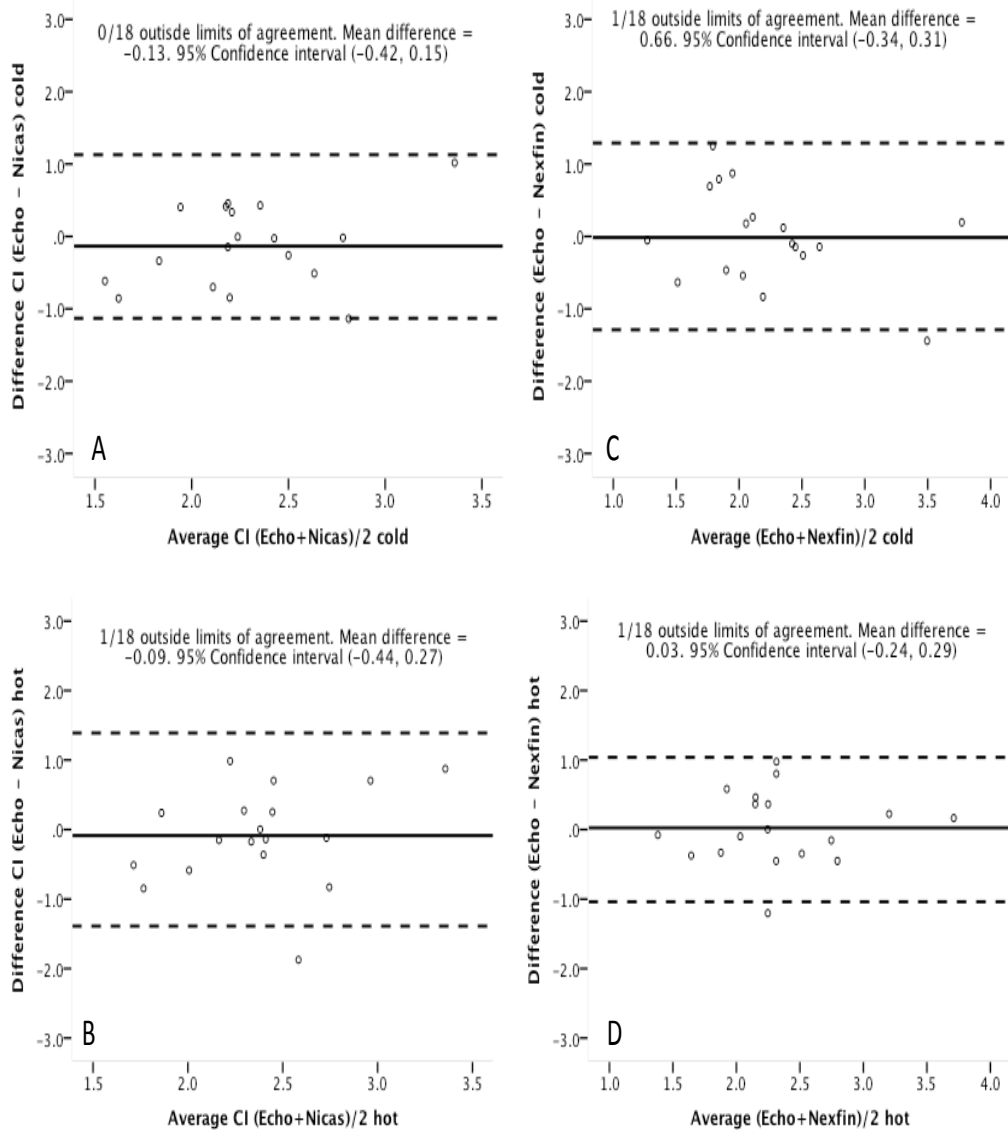 0/18 outisde limits of agreement. Mean difference =
−0.13. 95% Confidence interval (−0.42, 0.15)
Difference CI (Echo − Nicas) cold
3.0
2.0
1.0
.0
−1.0
−2.0
−3.0
A
1.5
2.0
2.5
3.0
3.5
Average CI (Echo+Nicas)/2 cold
1/18 outside limits of agreement. Mean difference =
0.66. 95% Confidence interval (−0.34, 0.31)
Difference (Echo − Nexfin) cold
3.0
2.0
1.0
.0
−1.0
−2.0
−3.0
C
1.0
1.5
2.0
2.5
3.0
3.5
4.0
Average (Echo+Nexfin)/2 cold
1/18 outside limits of agreement. Mean difference =
−0.09. 95% Confidence interval (−0.44, 0.27)
Difference CI (Echo − Nicas) hot
3.0
2.0
1.0
.0
−1.0
−2.0
−3.0
B
1.5
2.0
2.5
3.0
3.5
Average CI (Echo+Nicas)/2 hot
1/18 outside limits of agreement. Mean difference =
0.03. 95% Confidence interval (−0.24, 0.29)
Difference (Echo − Nexfin) hot
3.0
2.0
1.0
.0
−1.0
−2.0
−3.0
D
1.0
1.5
2.0
2.5
3.0
3.5
4.0
Average (Echo+Nexfin)/2 hot